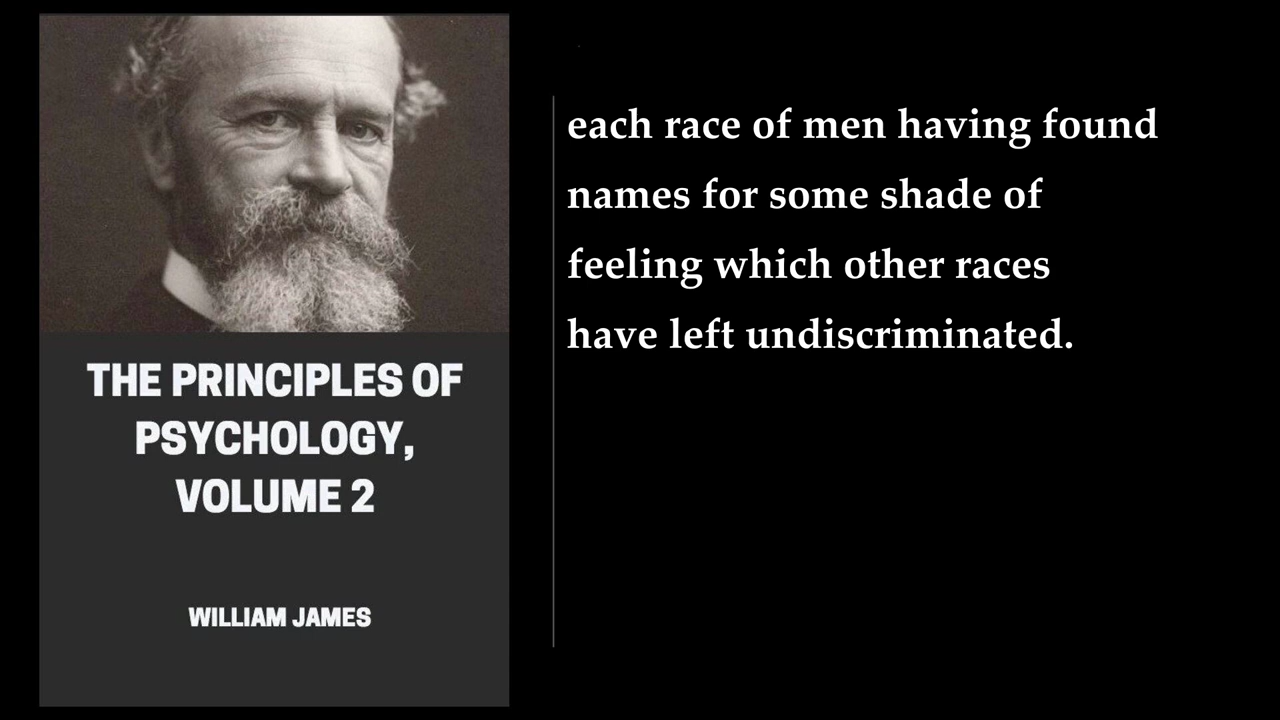 THE PRINCIPLES OF
PSYCHOLOGY,
VOLUME 2
WILLIAM JAMES
each race of men having found
names for some shade of
feeling which other races
have left undiscriminated.